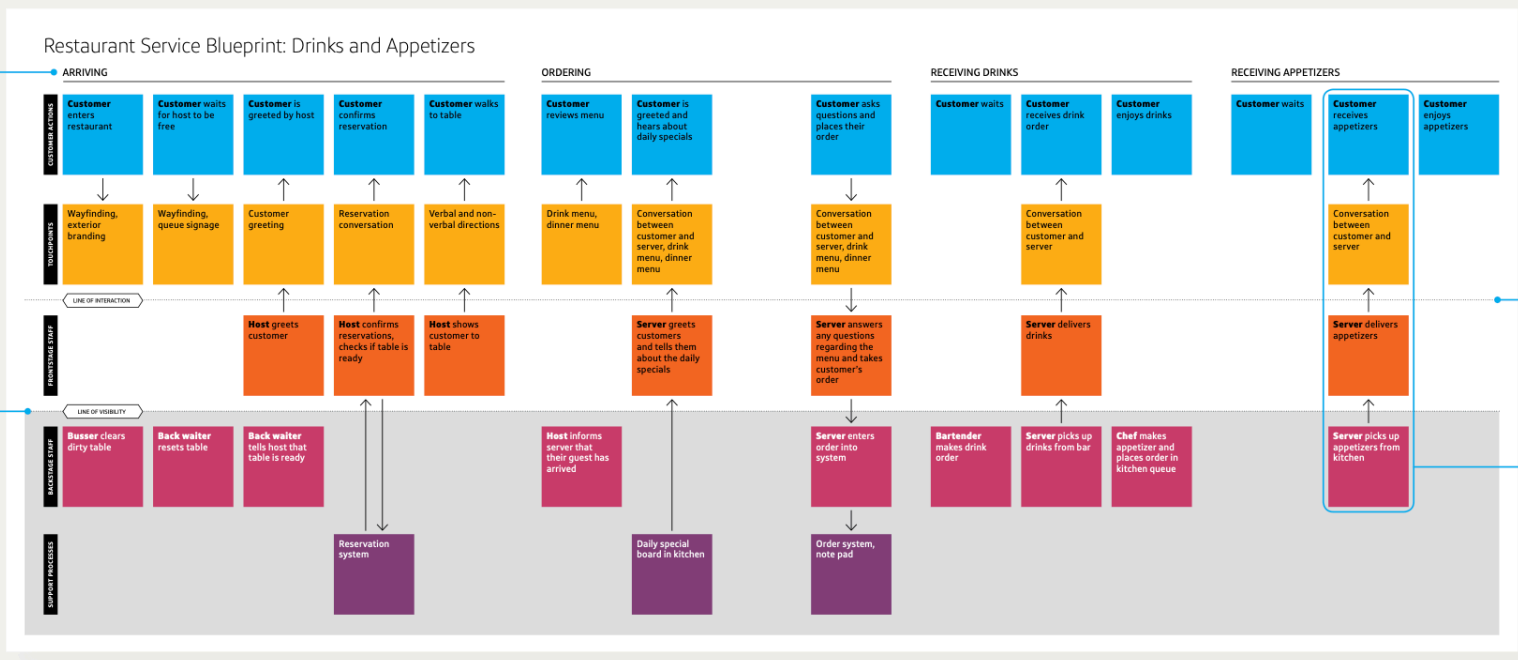 Restaurant Service Blueprint: Drinks and Appetizers
ARRIVING
ORDERING
RECEIVING DRINKS
RECEIVING APPETIZERS
CUSTOMER ACTIONS
Customer
enters
restaurant
Customer waits
for host to be
free
Customer is
greeted by host
Customer
confirms
reservation
Customer walks
to table
Customer
reviews menu
Customer is
greeted and
hears about
daily specials
Customer asks
questions and
places their
order
Customer waits
Customer
receives drink
order
Customer
enjoys drinks
Customer waits
Customer
receives
appetizers
Customer
enjoys
appetizers
TOUCHPOINTS
Wayfinding,
exterior
branding
Wayfinding,
queue signage
Customer
greeting
Reservation
conversation
Verbal and non-
verbal directions
Drink menu,
dinner menu
Conversation
between
customer and
server, drink
menu, dinner
menu
Conversation
between
customer and
server, drink
menu, dinner
menu
Conversation
between
customer and
server
Conversation
between
customer and
server
LINE OF INTERACTION
FRONTSTAGE STAFF
Host greets
customer
Host confirms
reservations,
checks if table is
ready
Host shows
customer to
table
Server greets
customers
and tells them
about the daily
specials
Server answers
any questions
regarding the
menu and takes
customer's
order
Server delivers
drinks
Server delivers
appetizers
LINE OF VISIBILITY
BACKSTAGE STAFF
Busser clears
dirty table
Back waiter
resets table
Back waiter
tells host that
table is ready
Host informs
server that
their guest has
arrived
Server enters
order into
system
Bartender
makes drink
order
Server picks up
drinks from bar
Chef makes
appetizer and
places order in
kitchen queue
Server picks up
appetizers from
kitchen
SUPPORT PROCESSES
Reservation
system
Daily special
board in kitchen
Order system,
note pad